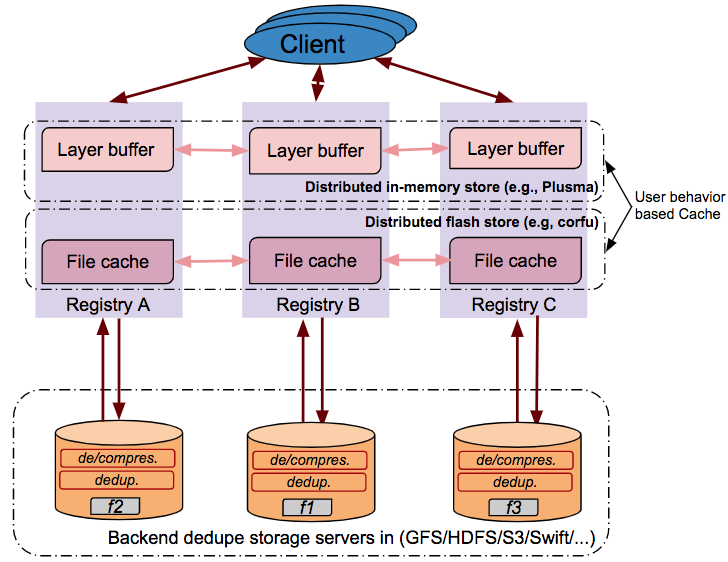 Client
Layer buffer
Layer buffer
Layer buffer
Distributed in-memory store (e.g., Plusma)
User behavior
based Cache
Distributed flash store (e.g, corfu)
File cache
File cache
File cache
Registry A
Registry B
Registry C
de/compres.
de/compres.
de/compres.
dedup.
dedup.
dedup.
f2
f1
f3
Backend dedupe storage servers in (GFS/HDFS/S3/Swift/...)